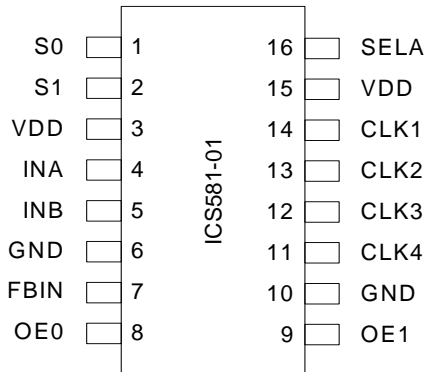 S0 1 16 SELA
S1 2 15 VDD
VDD 3 14 CLK1
INA 4 13 CLK2
INB 5 12 CLK3
GND 6 11 CLK4
FBIN 7 10 GND
OE0 8 9 OE1
ICS581-01